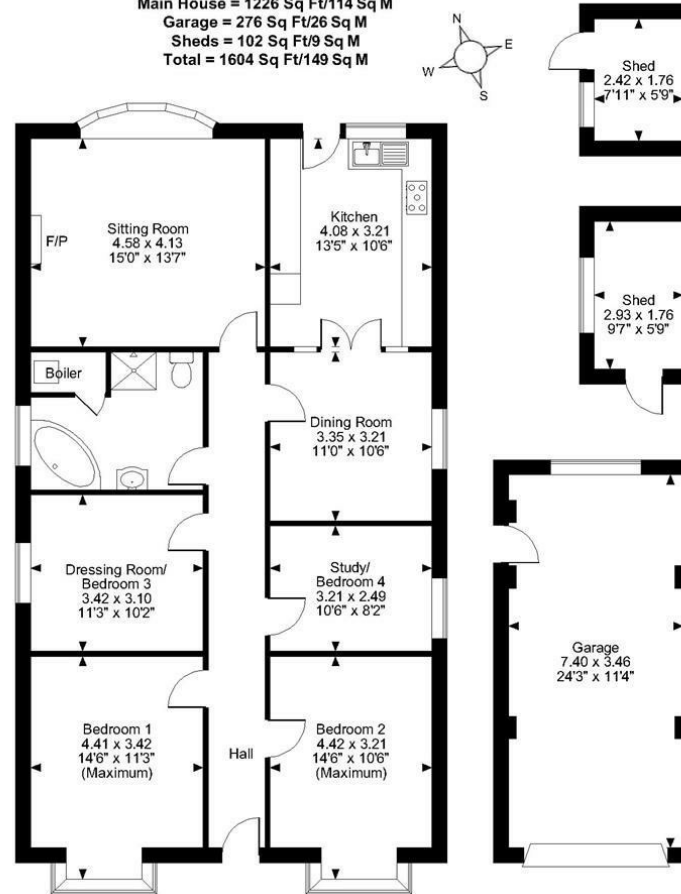 Main House = 1226 Sq Ft/114 Sq M
Garage = 276 Sq Ft/26 Sq M
Sheds = 102 Sq Ft/9 Sq M
Total = 1604 Sq Ft/149 Sq M
N
E
W
S
Shed
2.42 x 1.76
7'11" x 5'9"
Sitting Room
4.58 x 4.13
15'0" x 13'7"
F/P
Kitchen
4.08 x 3.21
13'5" x 10'6"
Shed
2.93 x 1.76
9'7" x 5'9"
Boiler
Dining Room
3.35 x 3.21
11'0" x 10'6"
Dressing Room/
Bedroom 3
3.42 x 3.10
11'3" x 10'2"
Study/
Bedroom 4
3.21 x 2.49
10'6" x 8'2"
Garage
7.40 x 3.46
24'3" x 11'4"
Bedroom 1
4.41 x 3.42
14'6" x 11'3"
(Maximum)
Hall
Bedroom 2
4.42 x 3.21
14'6" x 10'6"
(Maximum)